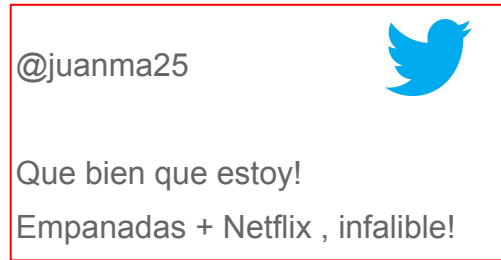 @juanma25
Que bien que estoy!
Empanadas + Netflix , infalible!